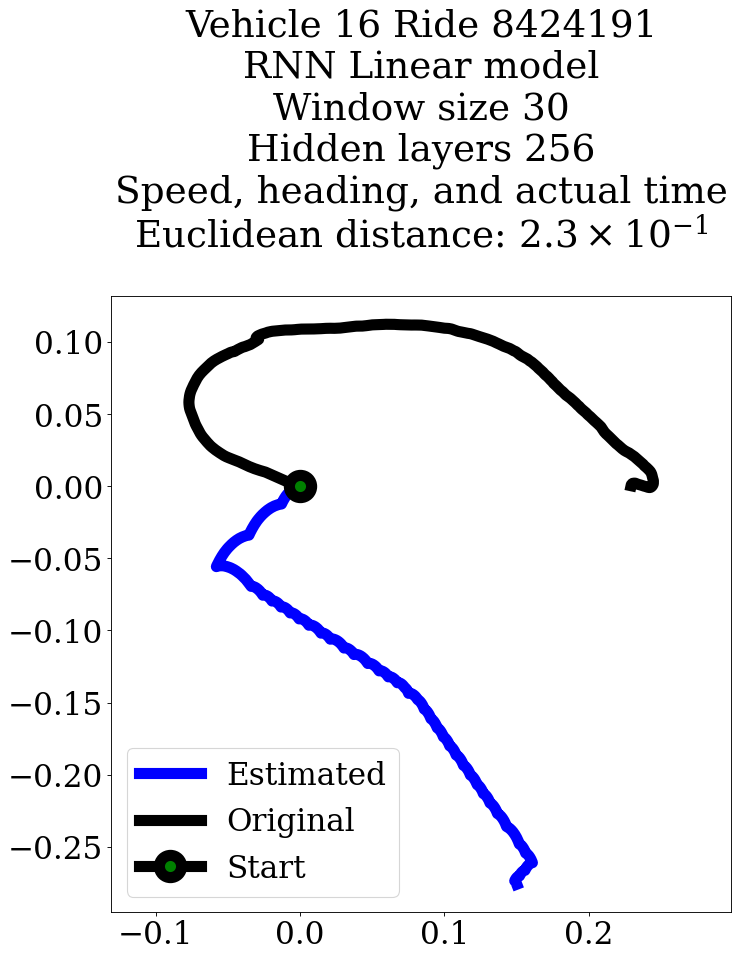 Vehicle 16 Ride 8424191
RNN Linear model
Window size 30
Hidden layers 256
Speed, heading, and actual time
Euclidean distance: 2.3 × 10⁻¹
0.10
0.05
0.00
−0.05
−0.10
−0.15
−0.20
−0.25
Estimated
Original
Start
−0.1 0.0 0.1 0.2